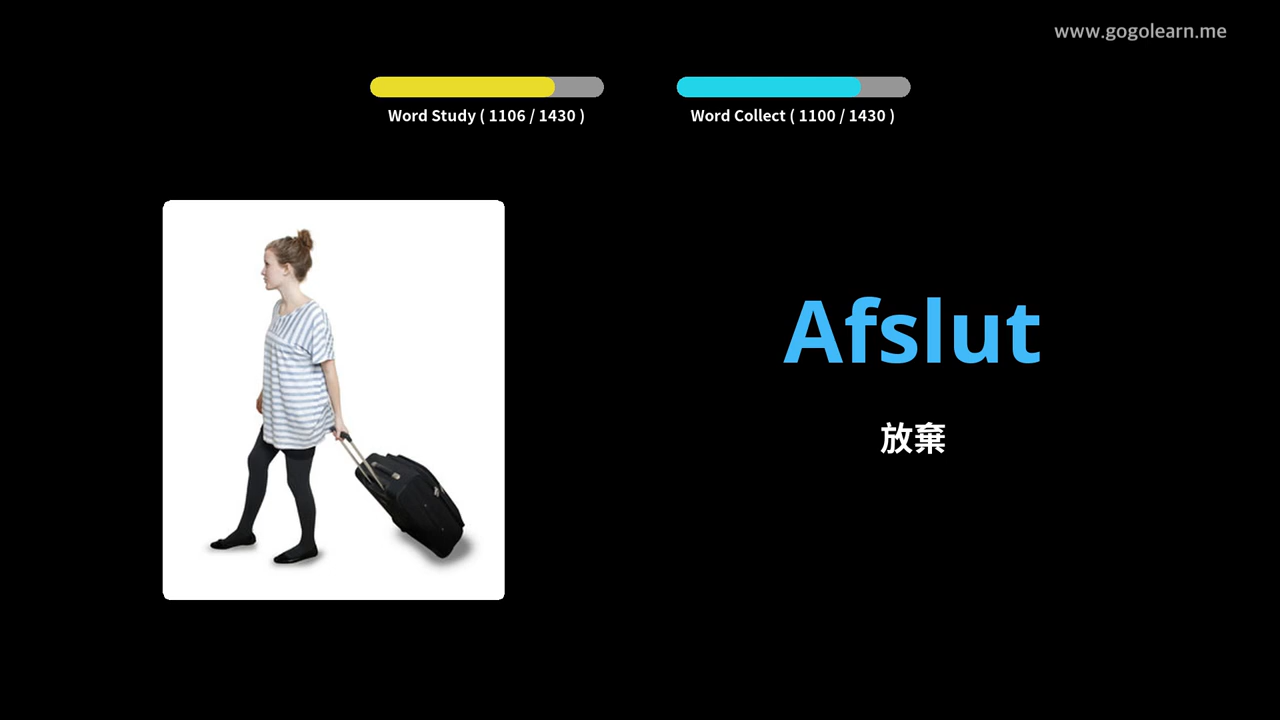 www.gogolearn.me
Word Study ( 1106 / 1430 )
Word Collect ( 1100 / 1430 )
Afslut
放棄